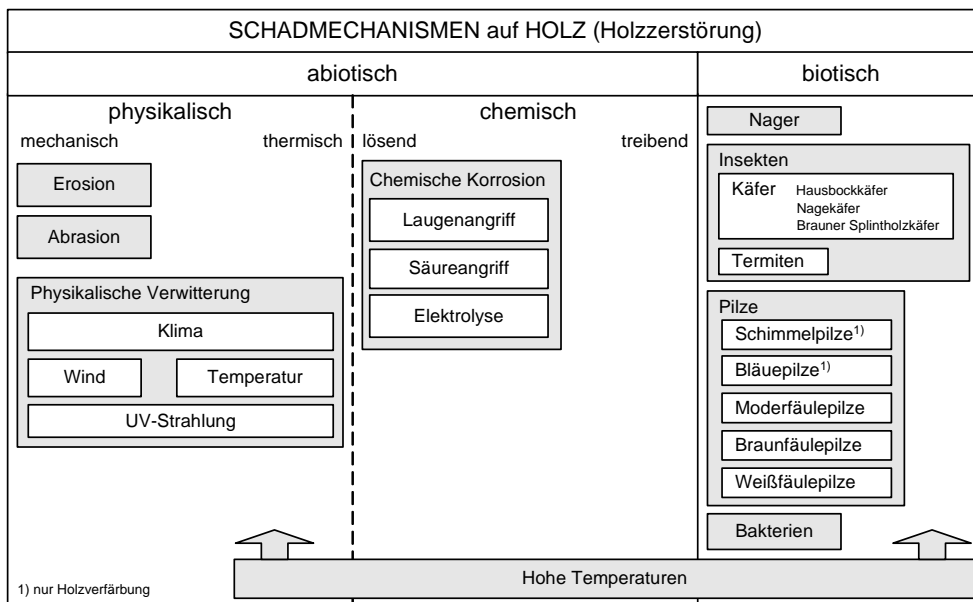 SCHADMECHANISMEN auf HOLZ (Holzzerstörung)
abiotisch
biotisch
physikalisch
chemisch
mechanisch
thermisch
lösend
treibend
Erosion
Abrasion
Physikalische Verwitterung
Klima
Wind
Temperatur
UV-Strahlung
Chemische Korrosion
Laugenangriff
Säureangriff
Elektrolyse
Nager
Insekten
Käfer
Hausbockkäfer
Nagekäfer
Brauner Splintholzkäfer
Termiten
Pilze
Schimmelpilze1)
Bläuepilze1)
Moderfäulepilze
Braunfäulepilze
Weißfäulepilze
Bakterien
Hohe Temperaturen
1) nur Holzverfärbung